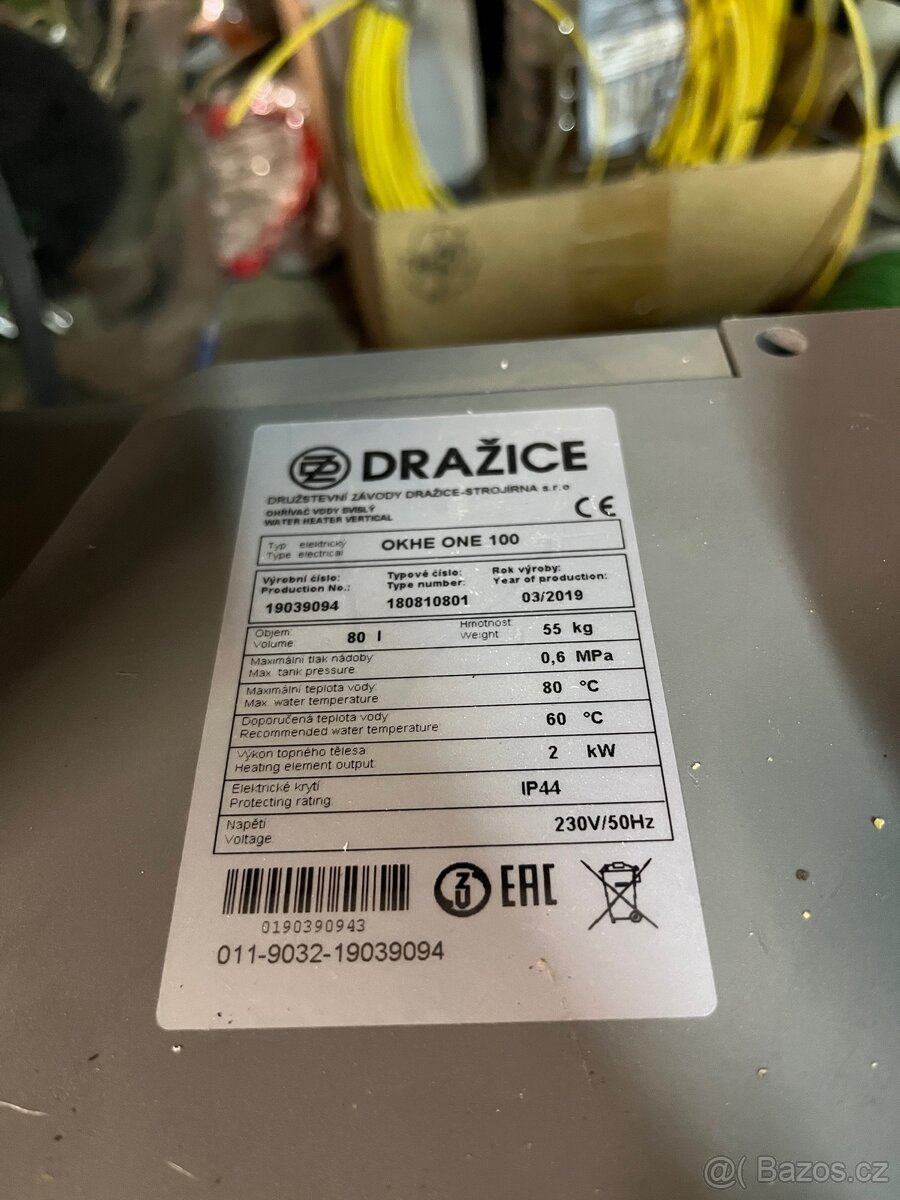 DZ DRAŽICE
DRUŽSTEVNÍ ZÁVODY DRAŽICE-STROJÍRNA s.r.o
OHŘÍVAČ VODY SVISLÝ
WATER HEATER VERTICAL
CE
Typ elektrický
Type electrical
OKHE ONE 100
Výrobní číslo:
Production No.:
19039094
Typové číslo:
Type number:
180810801
Rok výroby:
Year of production:
03/2019
Objem
Volume
80 l
Hmotnost
Weight
55 kg
Maximální tlak nádoby
Max tank pressure
0,6 MPa
Maximální teplota vody
Max. water temperature
80 °C
Doporučená teplota vody
Recommended water temperature
60 °C
Výkon topného tělesa
Heating element output
2 kW
Elektrické krytí
Protecting rating
IP44
Napětí
Voltage
230V/50Hz
EAC
0190390943
011-9032-19039094
@( Bazos.cz